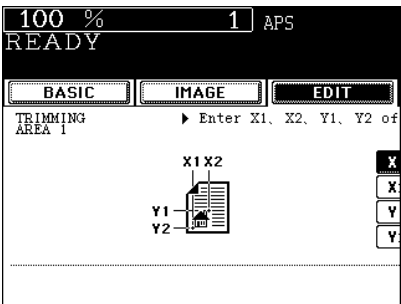 100 % 1 APS
READY
BASIC IMAGE EDIT
TRIMMING
AREA 1
▶ Enter X1、 X2、 Y1、 Y2 of
X1 X2
X
X
Y1
Y
Y2
Y